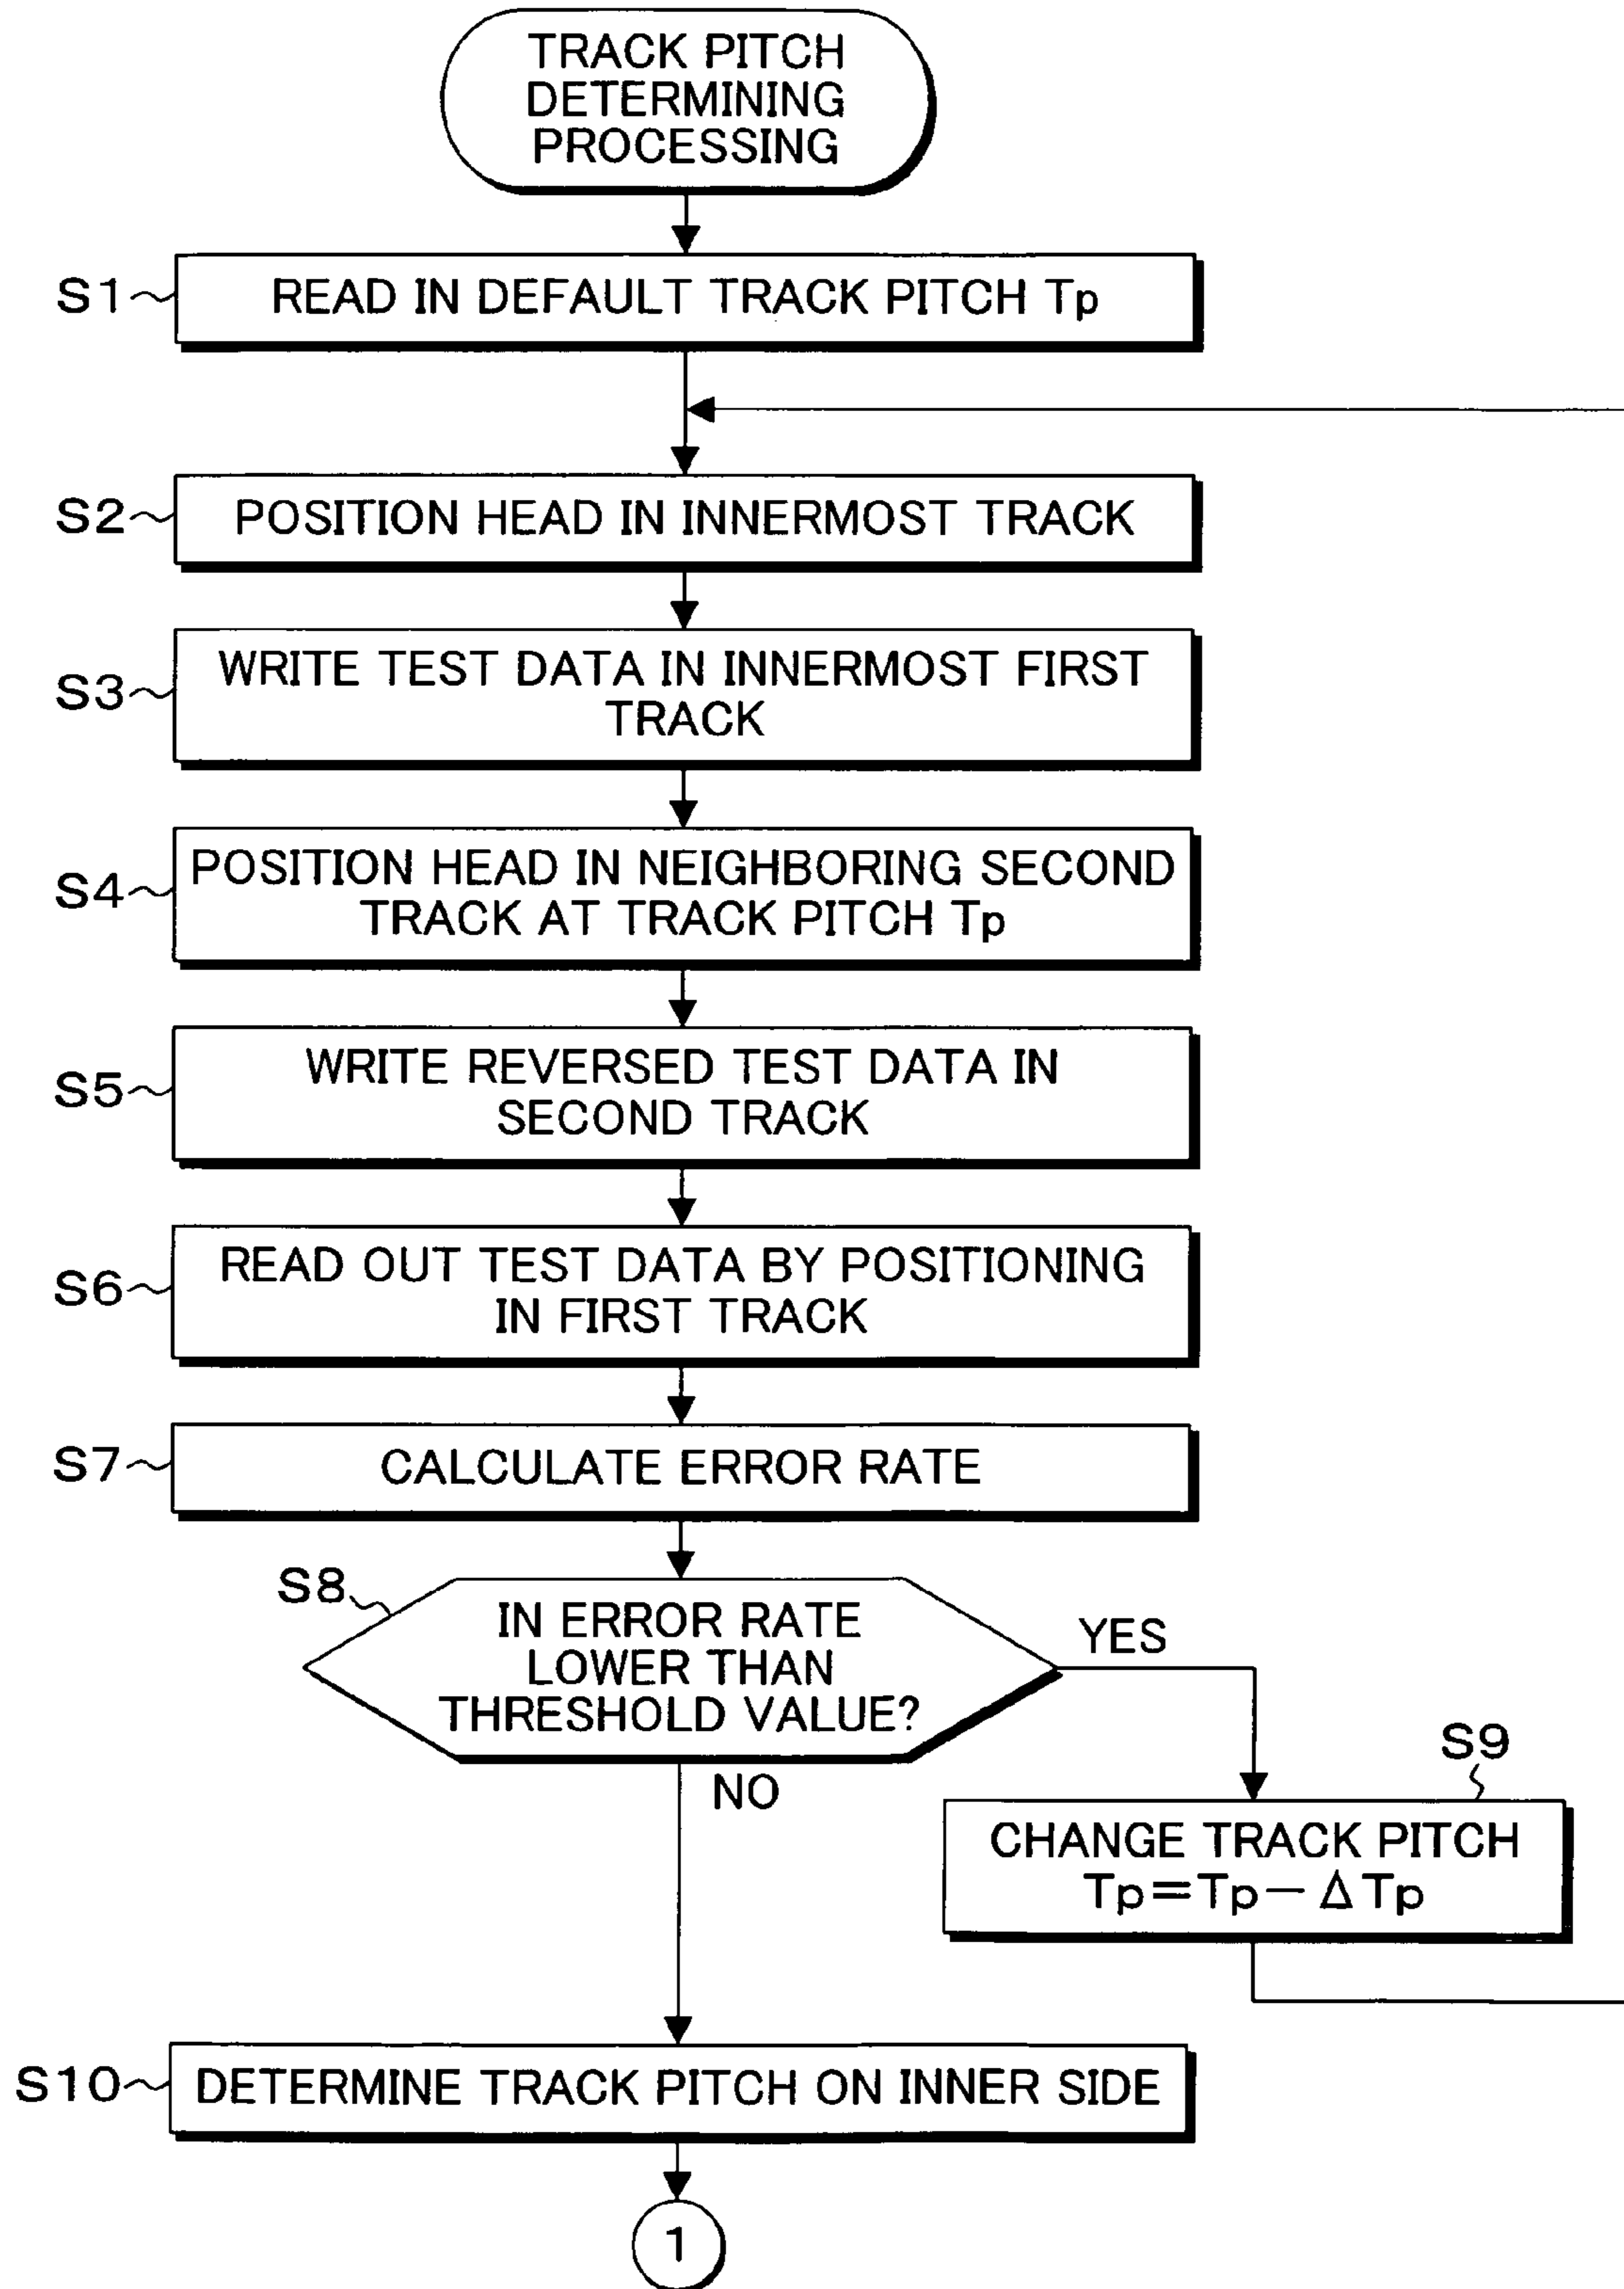 TRACK PITCH
DETERMINING
PROCESSING
S1
READ IN DEFAULT TRACK PITCH Tp
S2
POSITION HEAD IN INNERMOST TRACK
S3
WRITE TEST DATA IN INNERMOST FIRST
TRACK
S4
POSITION HEAD IN NEIGHBORING SECOND
TRACK AT TRACK PITCH Tp
S5
WRITE REVERSED TEST DATA IN
SECOND TRACK
S6
READ OUT TEST DATA BY POSITIONING
IN FIRST TRACK
S7
CALCULATE ERROR RATE
S8
IN ERROR RATE
LOWER THAN
THRESHOLD VALUE?
YES
NO
S9
CHANGE TRACK PITCH
Tp=Tp-Δ Tp
S10
DETERMINE TRACK PITCH ON INNER SIDE
1